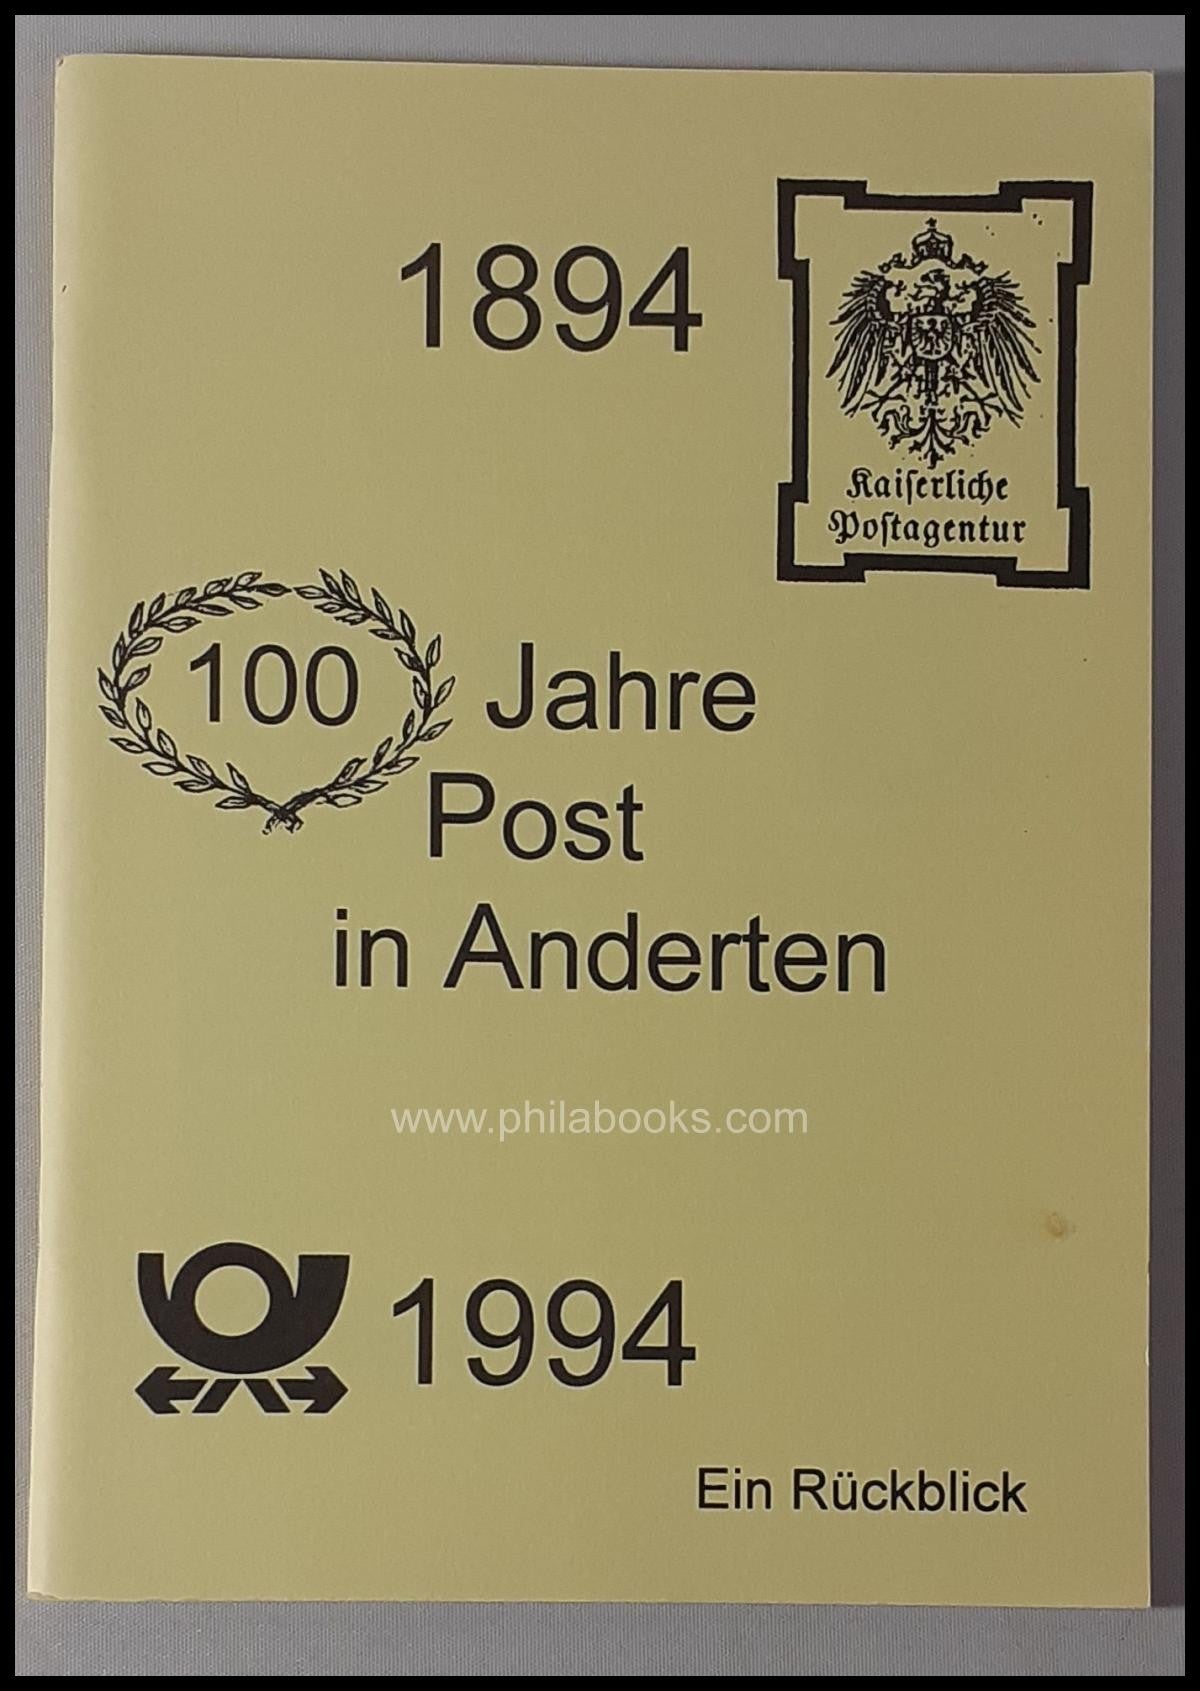 1894
Kaiserliche
Postagentur
100 Jahre
Post
in Anderten
www.philabooks.com
1994
Ein Rückblick